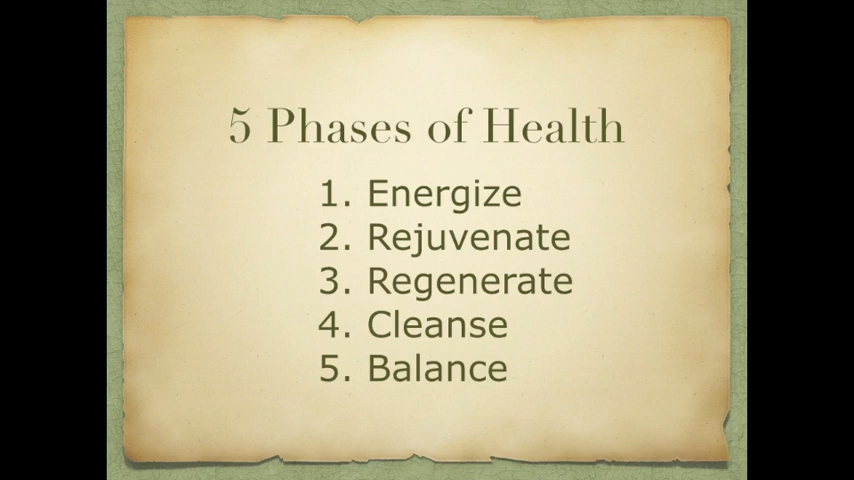 5 Phases of Health
1. Energize
2. Rejuvenate
3. Regenerate
4. Cleanse
5. Balance